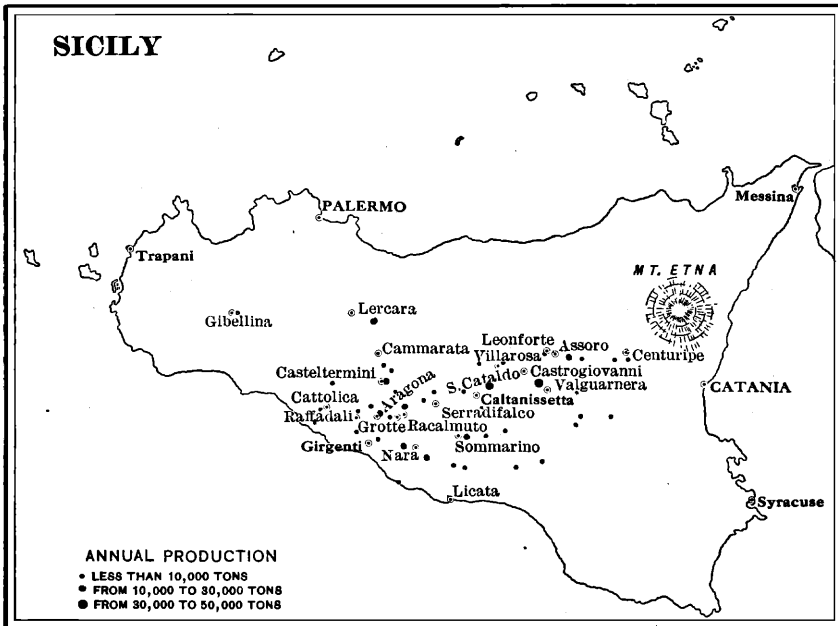 SICILY
PALERMO
Messina
Trapani
MT. ETNA
Gibellina
Lercara
Cammarata
Leonforte
Assoro
Villarosa
Centuripe
Casteltermini
S. Cataldo
Castrogiovanni
Valguarnera
CATANIA
Cattolica
Aragona
Caltanissetta
Raffadali
Serradifalco
Grotte
Racalmuto
Girgenti
Sommarino
Nara
Licata
Syracuse
ANNUAL PRODUCTION
LESS THAN 10,000 TONS
FROM 10,000 TO 30,000 TONS
FROM 30,000 TO 50,000 TONS